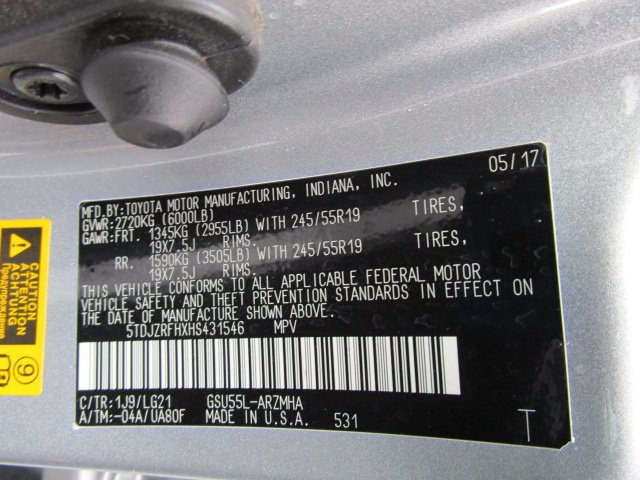 05/17
MFD.BY:TOYOTA MOTOR MANUFACTURING, INDIANA, INC.
GVWR:2720KG (6000LB)
GAWR:FRT. 1345KG (2955LB) WITH 245/55R19 TIRES,
19X7.5J RIMS.
RR. 1590KG (3505LB) WITH 245/55R19 TIRES,
19X7.5J RIMS.
THIS VEHICLE CONFORMS TO ALL APPLICABLE FEDERAL MOTOR
VEHICLE SAFETY AND THEFT PREVENTION STANDARDS IN EFFECT ON
THE DATE OF MANUFACTURE SHOWN ABOVE.
5TDJZRFHXHS431546 MPV
C/TR:1J9/LG21 GSU55L-ARZMHA
A/TM:-04A/UA80F MADE IN U.S.A. 531 T
CAUTION
ATTENTION
ACHTUNG
Предупреждение
9